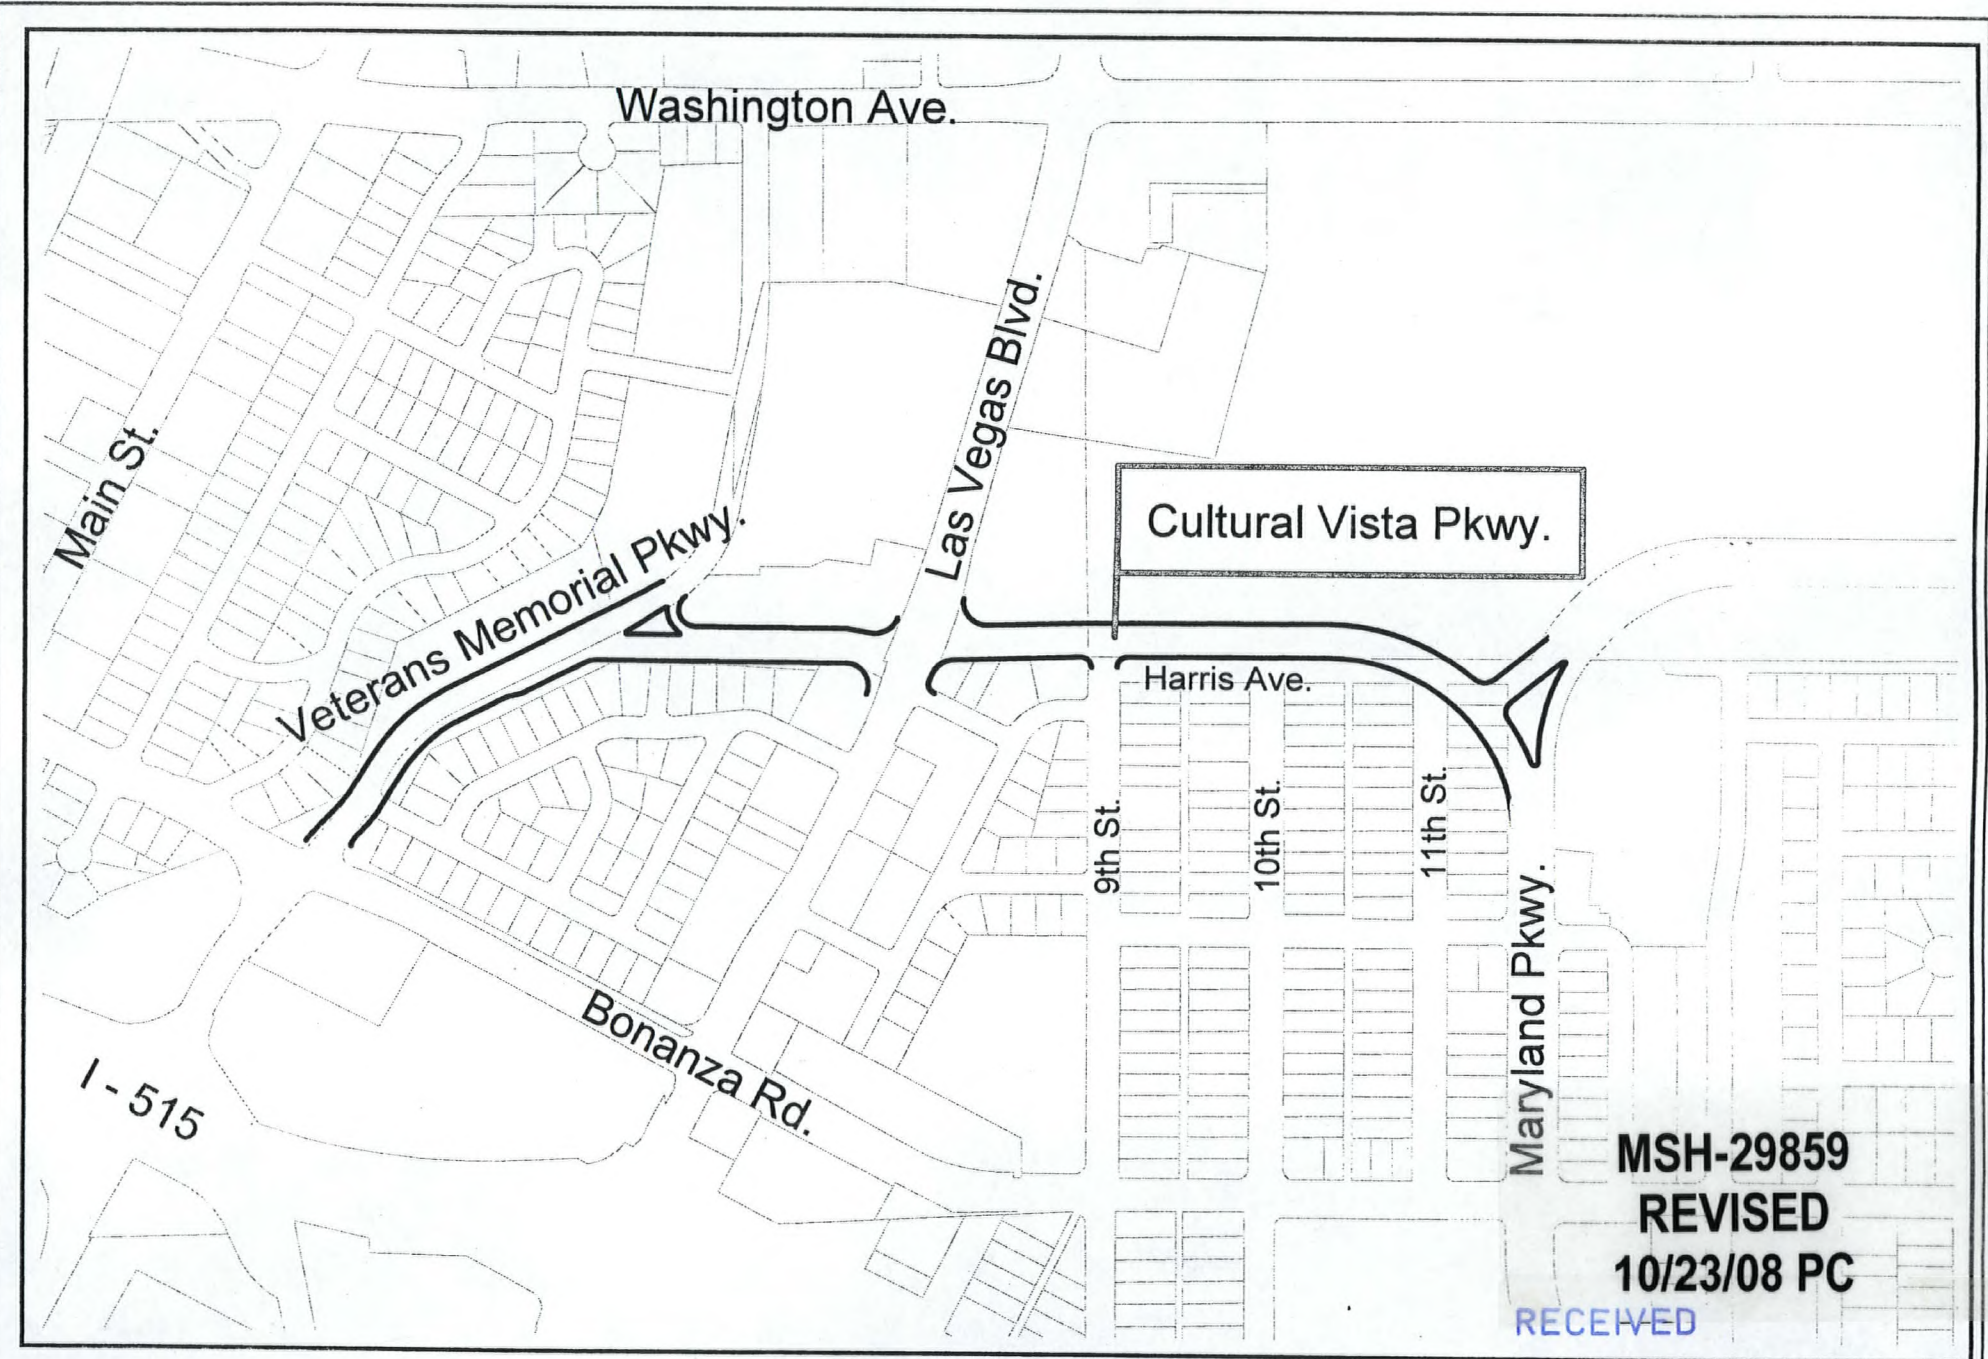 Washington Ave.
Las Vegas Blvd.
Main St.
Cultural Vista Pkwy.
Veterans Memorial Pkwy.
Harris Ave.
9th St.
10th St.
11th St.
Maryland Pkwy.
Bonanza Rd.
I - 515
MSH-29859
REVISED
10/23/08 PC
RECEIVED